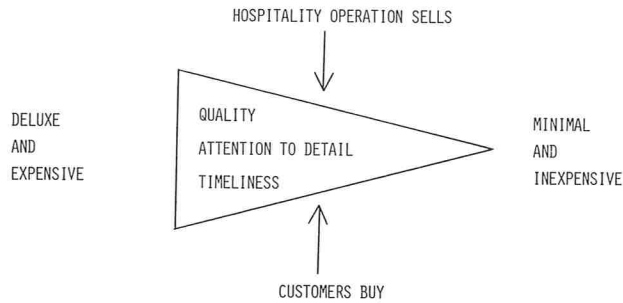 HOSPITALITY OPERATION SELLS
DELUXE
AND
EXPENSIVE
QUALITY
ATTENTION TO DETAIL
TIMELINESS
MINIMAL
AND
INEXPENSIVE
CUSTOMERS BUY